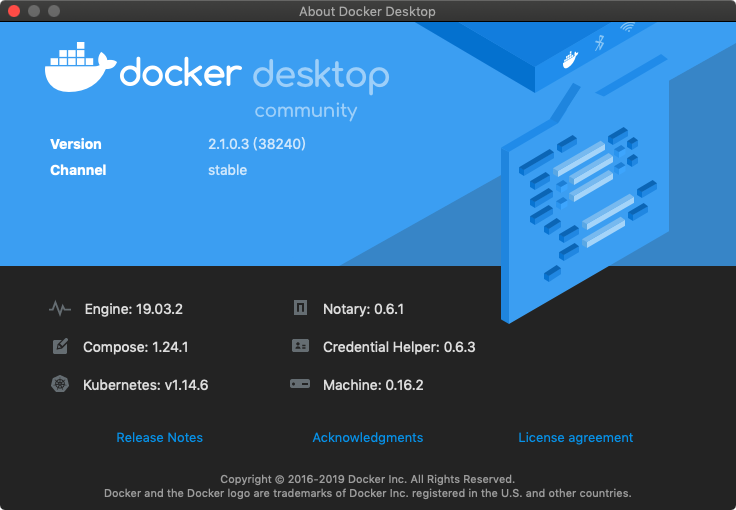 About Docker Desktop
docker desktop
community
Version 2.1.0.3 (38240)
Channel stable
Engine: 19.03.2 Notary: 0.6.1
Compose: 1.24.1 Credential Helper: 0.6.3
Kubernetes: v1.14.6 Machine: 0.16.2
Release Notes Acknowledgments License agreement
Copyright © 2016-2019 Docker Inc. All Rights Reserved.
Docker and the Docker logo are trademarks of Docker Inc. registered in the U.S. and other countries.